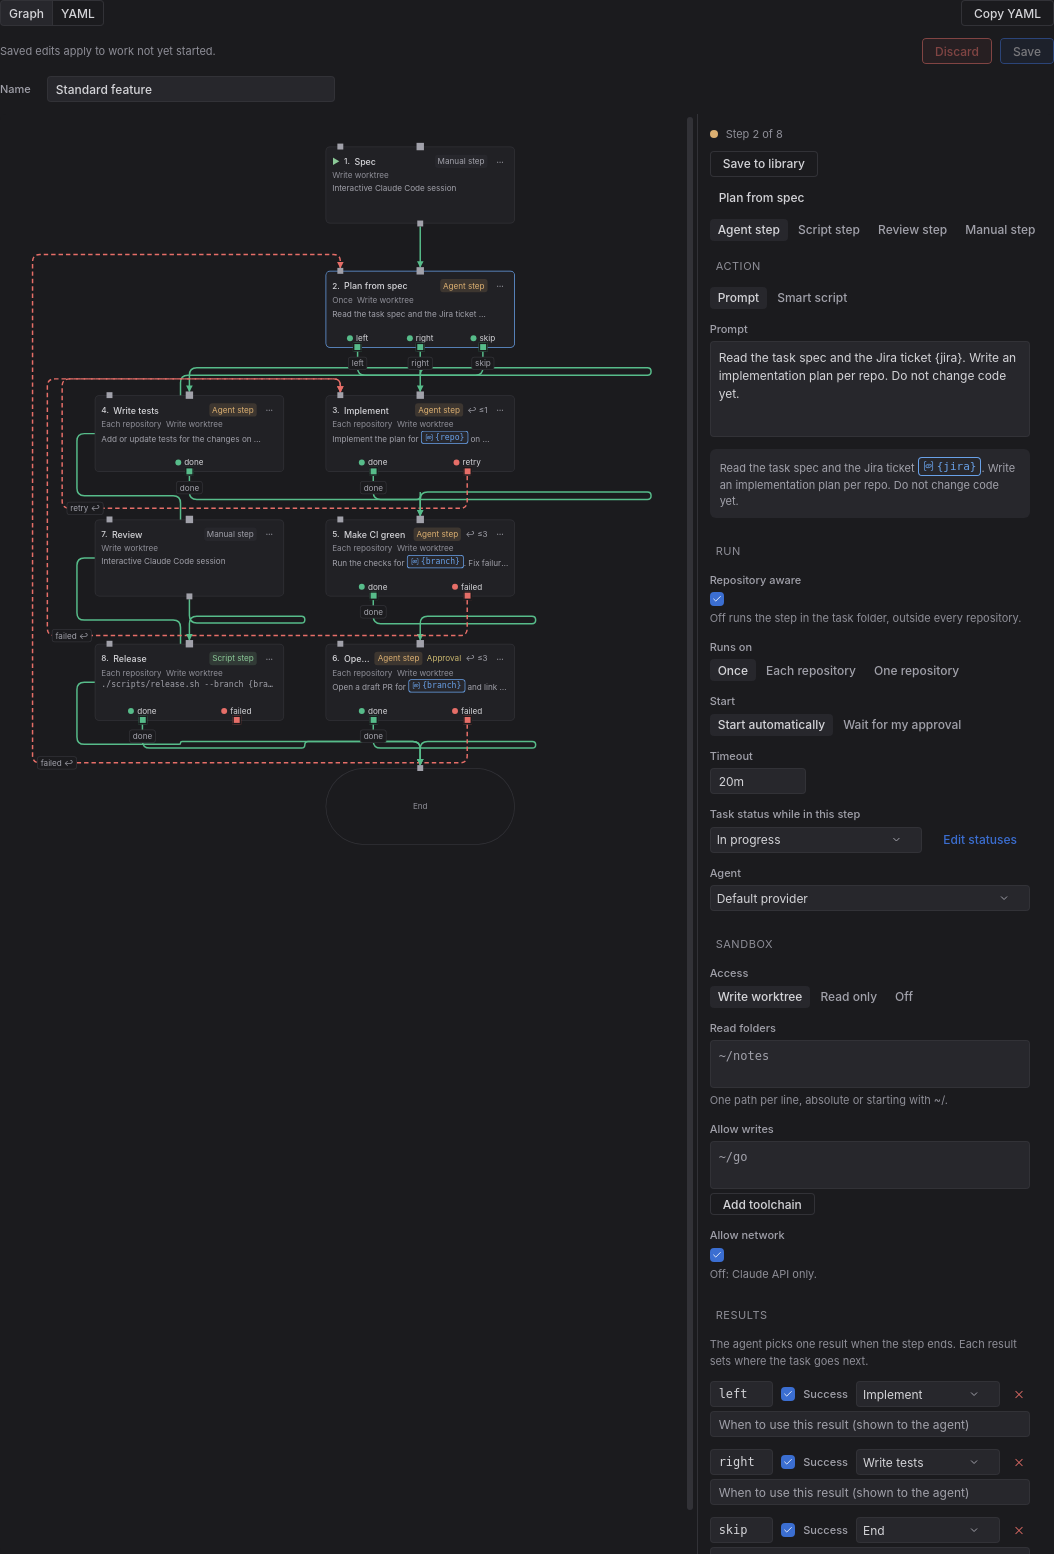 Graph YAML
Copy YAML
Saved edits apply to work not yet started.
Discard Save
Name Standard feature
1. Spec Manual step ...
Write worktree
Interactive Claude Code session
2. Plan from spec Agent step ...
Once Write worktree
Read the task spec and the Jira ticket ...
left right skip
left right skip
4. Write tests Agent step ...
Each repository Write worktree
Add or update tests for the changes on ...
done
done
3. Implement Agent step ↩ ≤1 ...
Each repository Write worktree
Implement the plan for {repo} on ...
done retry
done
retry ↩
7. Review Manual step ...
Write worktree
Interactive Claude Code session
5. Make CI green Agent step ↩ ≤3 ...
Each repository Write worktree
Run the checks for {branch}. Fix failur...
done failed
done
failed ↩
8. Release Script step ...
Each repository Write worktree
./scripts/release.sh --branch {bra…
done failed
done
6. Ope... Agent step Approval ↩ ≤3 ...
Each repository Write worktree
Open a draft PR for {branch} and link ...
done failed
done
failed ↩
End
Step 2 of 8
Save to library
Plan from spec
Agent step Script step Review step Manual step
ACTION
Prompt Smart script
Prompt
Read the task spec and the Jira ticket {jira}. Write an
implementation plan per repo. Do not change code
yet.
Read the task spec and the Jira ticket {jira}. Write
an implementation plan per repo. Do not change code
yet.
RUN
Repository aware
Off runs the step in the task folder, outside every repository.
Runs on
Once Each repository One repository
Start
Start automatically Wait for my approval
Timeout
20m
Task status while in this step
In progress Edit statuses
Agent
Default provider
SANDBOX
Access
Write worktree Read only Off
Read folders
~/notes
One path per line, absolute or starting with ~/.
Allow writes
~/go
Add toolchain
Allow network
Off: Claude API only.
RESULTS
The agent picks one result when the step ends. Each result
sets where the task goes next.
left Success Implement
When to use this result (shown to the agent)
right Success Write tests
When to use this result (shown to the agent)
skip Success End